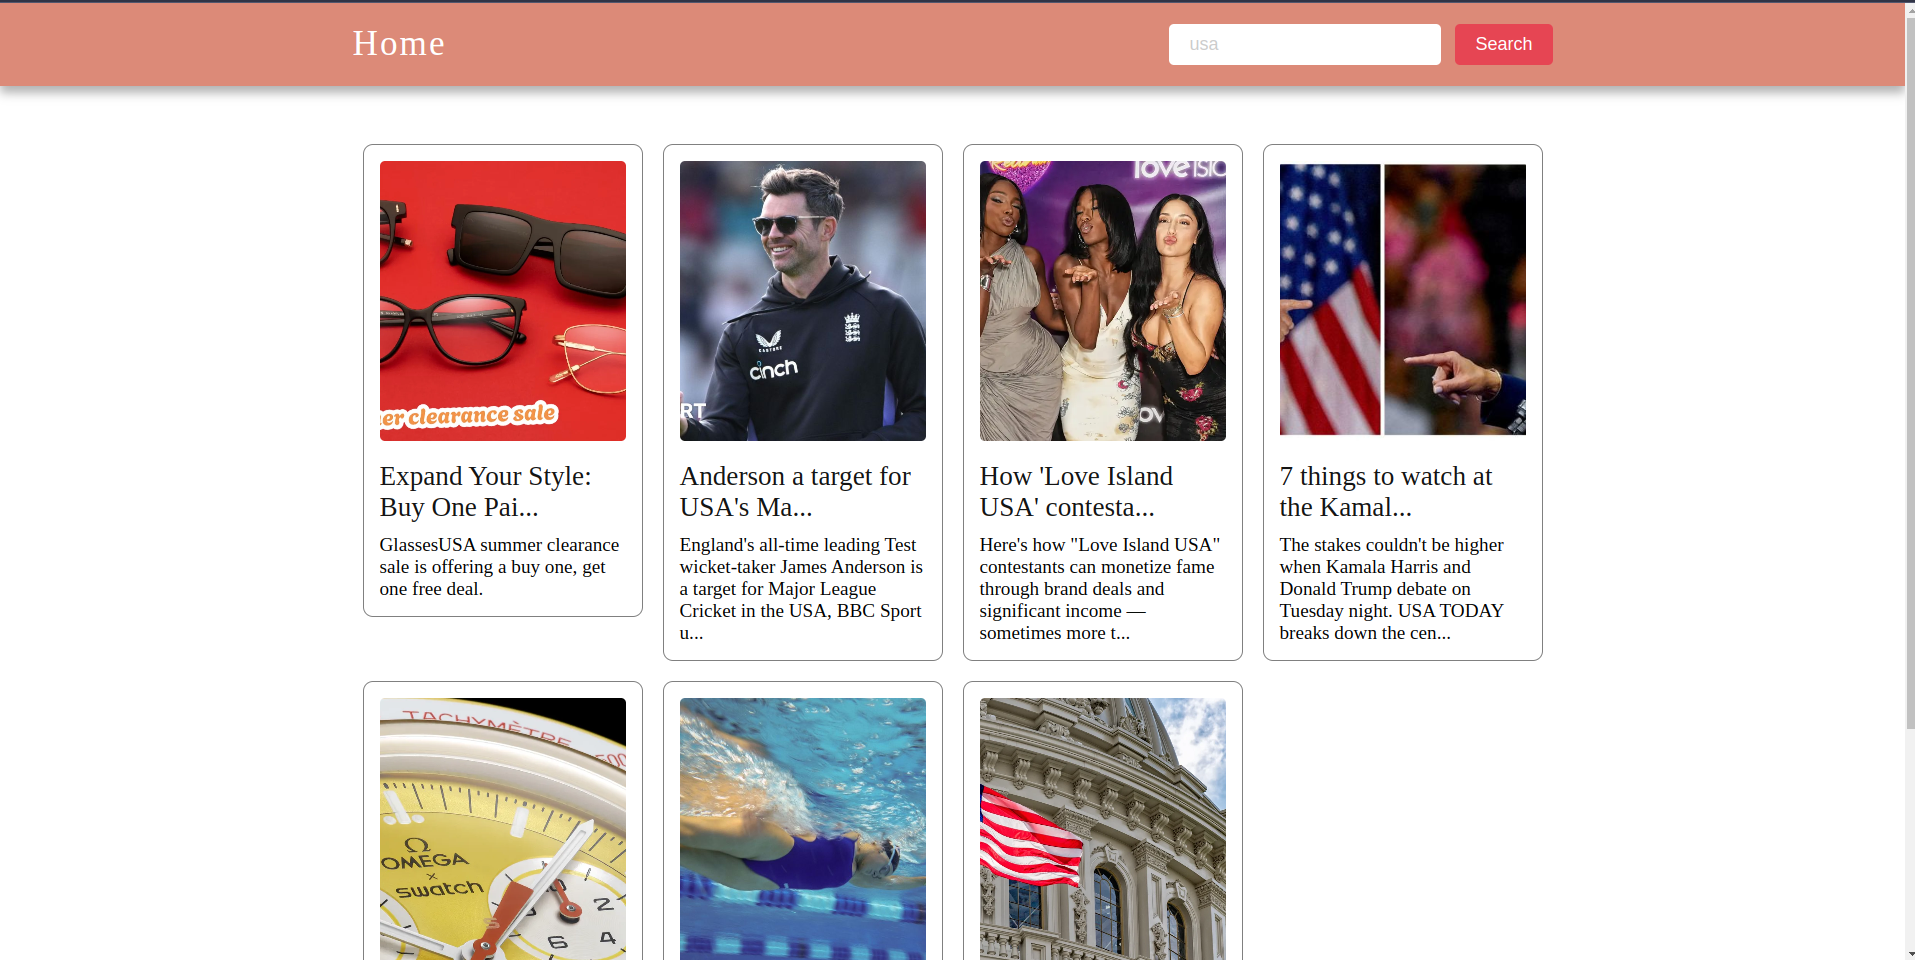 Home
usa
Search
love Isla
er clearance sale
CASTORE
cinch
RT
ov
Expand Your Style:
Buy One Pai...
GlassesUSA summer clearance
sale is offering a buy one, get
one free deal.
Anderson a target for
USA's Ma...
England's all-time leading Test
wicket-taker James Anderson is
a target for Major League
Cricket in the USA, BBC Sport
u...
How 'Love Island
USA' contesta...
Here's how "Love Island USA"
contestants can monetize fame
through brand deals and
significant income —
sometimes more t...
7 things to watch at
the Kamal...
The stakes couldn't be higher
when Kamala Harris and
Donald Trump debate on
Tuesday night. USA TODAY
breaks down the cen...
TACHYMÈTRE
500
Ω
OMEGA
x
swatch
S
10
2
4
6